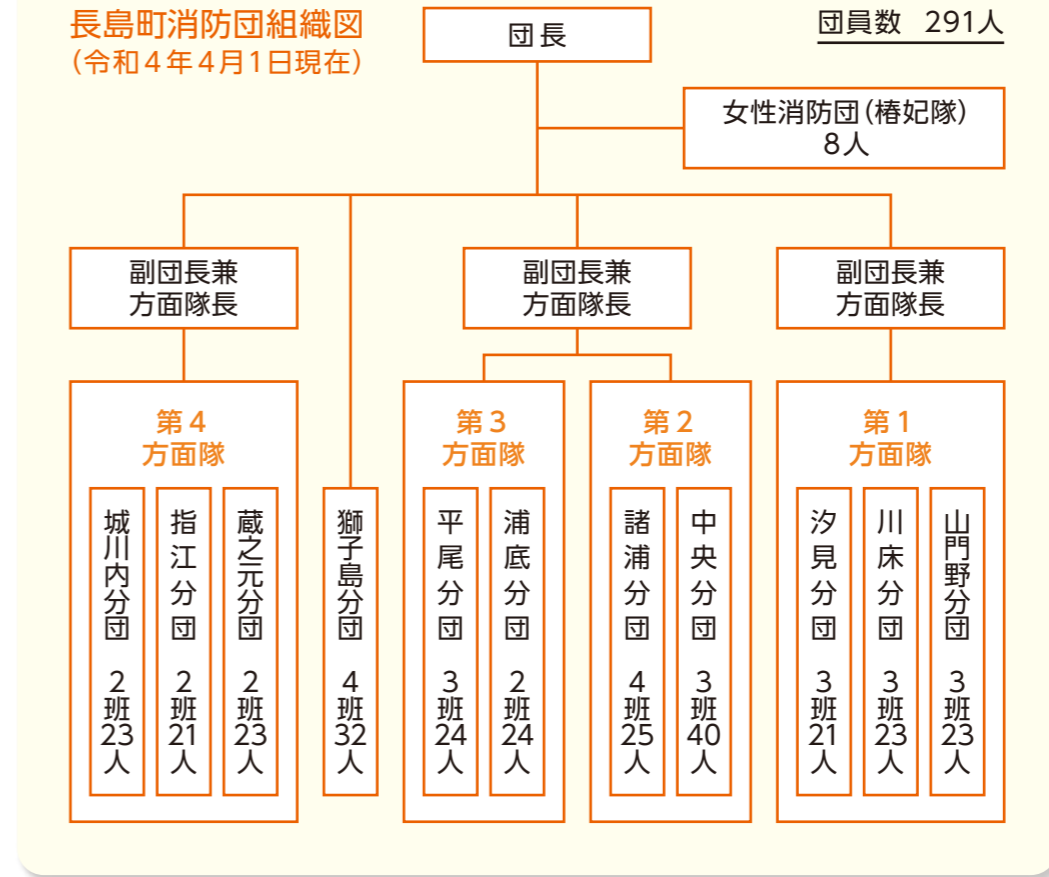 長島町消防団組織図
（令和４年４月1日現在）
団員数　291人
団長
女性消防団（椿妃隊）
８人
副団長兼
方面隊長
副団長兼
方面隊長
副団長兼
方面隊長
第４
方面隊
第３
方面隊
第２
方面隊
第１
方面隊
城川内分団　２班23人
指江分団　２班21人
蔵之元分団　２班23人
獅子島分団　４班32人
平尾分団　３班24人
浦底分団　２班24人
諸浦分団　４班25人
中央分団　３班40人
汐見分団　３班21人
川床分団　３班23人
山門野分団　３班23人